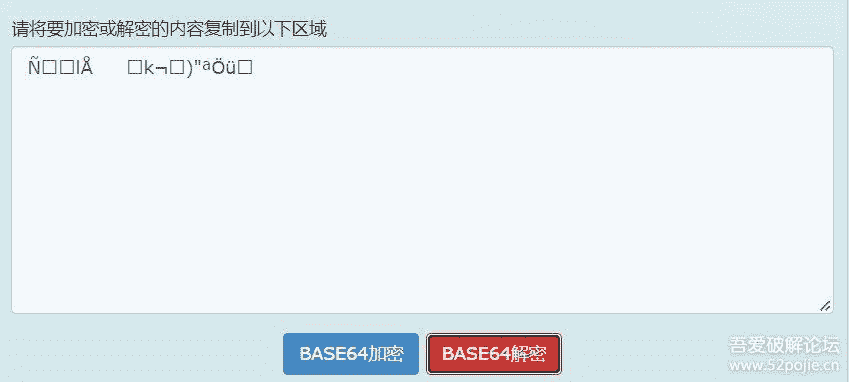 请将要加密或解密的内容复制到以下区域
Ñ□□lÅ	□k¬□)"ªÖü□
BASE64加密 BASE64解密
吾爱破解论坛
www.52pojie.cn